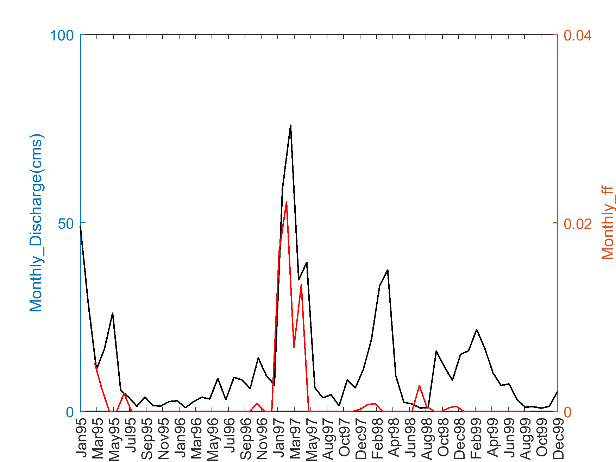 100
50
0
Monthly_Discharge(cms)
0.04
0.02
0
Monthly_ff
Jan95
Mar95
May95
Jul95
Sep95
Nov95
Jan96
Mar96
May96
Jul96
Sep96
Nov96
Jan97
Mar97
May97
Aug97
Oct97
Dec97
Feb98
Apr98
Jun98
Aug98
Oct98
Dec98
Feb99
Apr99
Jun99
Aug99
Oct99
Dec99